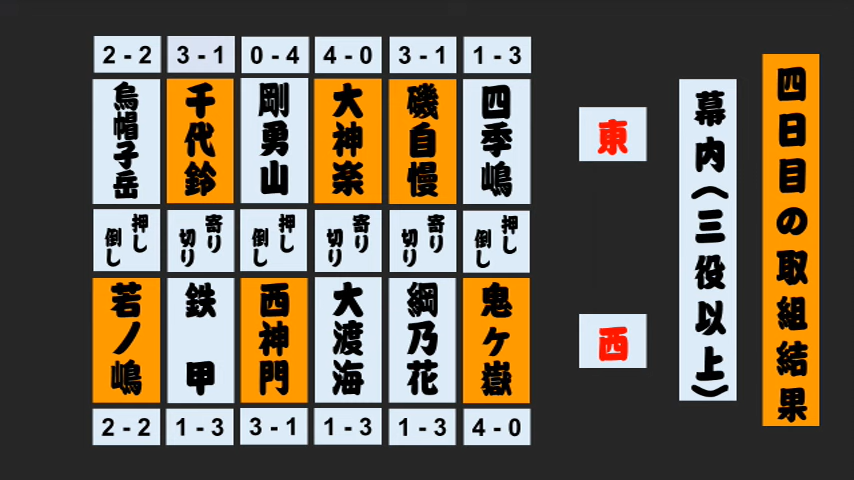 四日目の取組結果
幕内（三役以上）
東
西
1-3
四季嶋
押し倒し
鬼ケ嶽
4-0
3-1
磯自慢
寄り切り
綱乃花
1-3
4-0
大神楽
寄り切り
大渡海
1-3
0-4
剛勇山
押し倒し
西神門
3-1
3-1
千代鈴
寄り切り
鉄甲
1-3
2-2
烏帽子岳
押し倒し
若ノ嶋
2-2